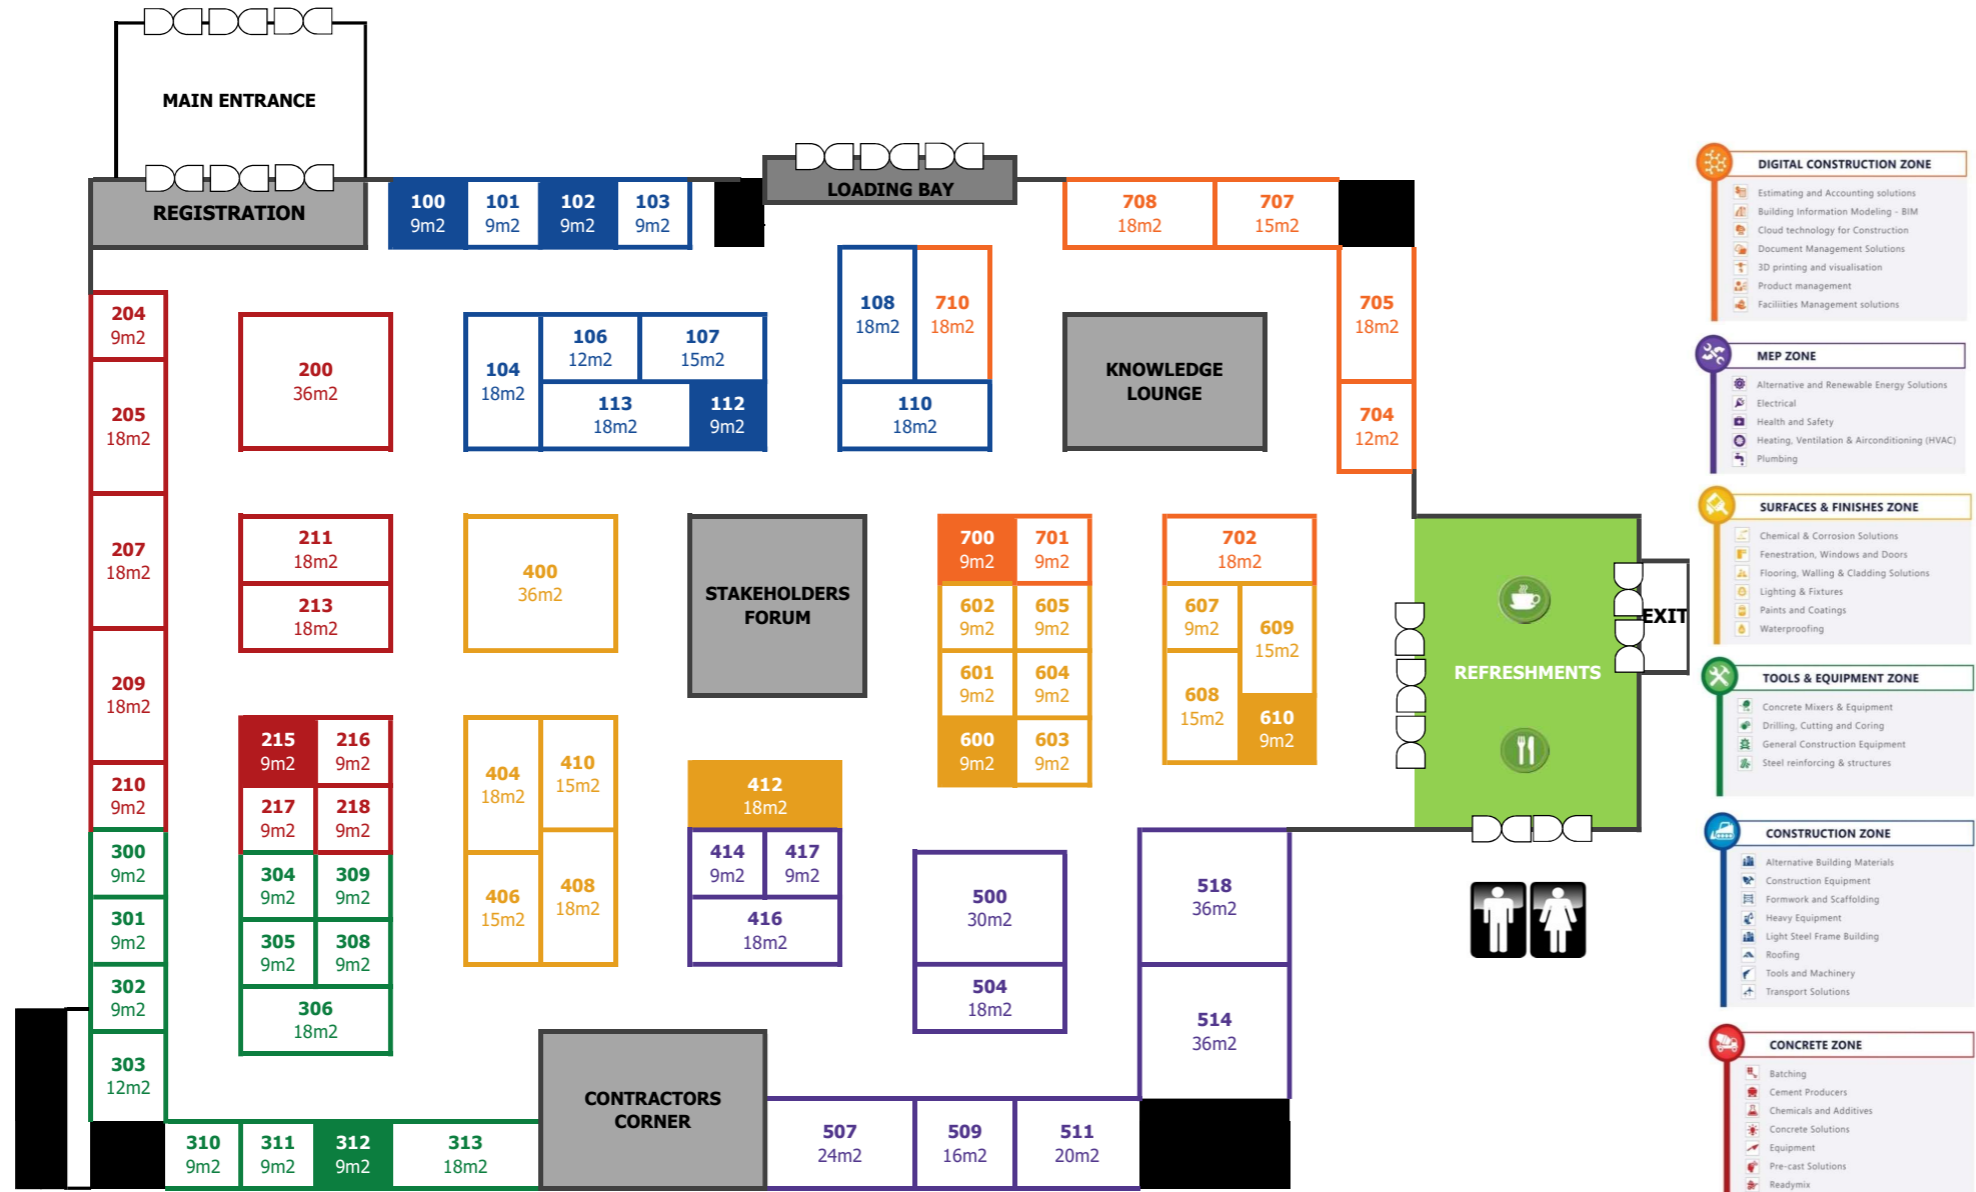 MAIN ENTRANCE
REGISTRATION
LOADING BAY
100
9m2
101
9m2
102
9m2
103
9m2
708
18m2
707
15m2
204
9m2
205
18m2
207
18m2
209
18m2
210
9m2
200
36m2
104
18m2
106
12m2
107
15m2
113
18m2
112
9m2
108
18m2
710
18m2
110
18m2
KNOWLEDGE
LOUNGE
705
18m2
704
12m2
211
18m2
213
18m2
400
36m2
STAKEHOLDERS
FORUM
700
9m2
701
9m2
602
9m2
605
9m2
601
9m2
604
9m2
600
9m2
603
9m2
702
18m2
607
9m2
609
15m2
608
15m2
610
9m2
REFRESHMENTS
EXIT
215
9m2
216
9m2
217
9m2
218
9m2
304
9m2
309
9m2
305
9m2
308
9m2
306
18m2
404
18m2
410
15m2
406
15m2
408
18m2
412
18m2
414
9m2
417
9m2
416
18m2
500
30m2
504
18m2
518
36m2
514
36m2
300
9m2
301
9m2
302
9m2
303
12m2
310
9m2
311
9m2
312
9m2
313
18m2
CONTRACTORS
CORNER
507
24m2
509
16m2
511
20m2
DIGITAL CONSTRUCTION ZONE
Estimating and Accounting solutions
Building Information Modeling - BIM
Cloud technology for Construction
Document Management Solutions
3D printing and visualisation
Product management
Faciliities Management solutions
MEP ZONE
Alternative and Renewable Energy Solutions
Electrical
Health and Safety
Heating, Ventilation & Airconditioning (HVAC)
Plumbing
SURFACES & FINISHES ZONE
Chemical & Corrosion Solutions
Fenestration, Windows and Doors
Flooring, Walling & Cladding Solutions
Lighting & Fixtures
Paints and Coatings
Waterproofing
TOOLS & EQUIPMENT ZONE
Concrete Mixers & Equipment
Drilling, Cutting and Coring
General Construction Equipment
Steel reinforcing & structures
CONSTRUCTION ZONE
Alternative Building Materials
Construction Equipment
Formwork and Scaffolding
Heavy Equipment
Light Steel Frame Building
Roofing
Tools and Machinery
Transport Solutions
CONCRETE ZONE
Batching
Cement Producers
Chemicals and Additives
Concrete Solutions
Equipment
Pre-cast Solutions
Readymix